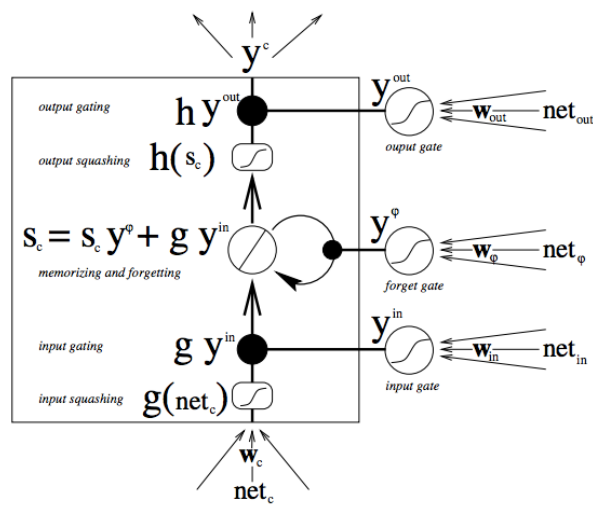 y^c
output gating
h y^out
y^out
w_out
net_out
ouput gate
output squashing
h(s_c)
s_c = s_c y^φ + g y^in
memorizing and forgetting
y^φ
w_φ
net_φ
forget gate
input gating
g y^in
y^in
w_in
net_in
input gate
input squashing
g(net_c)
w_c
net_c